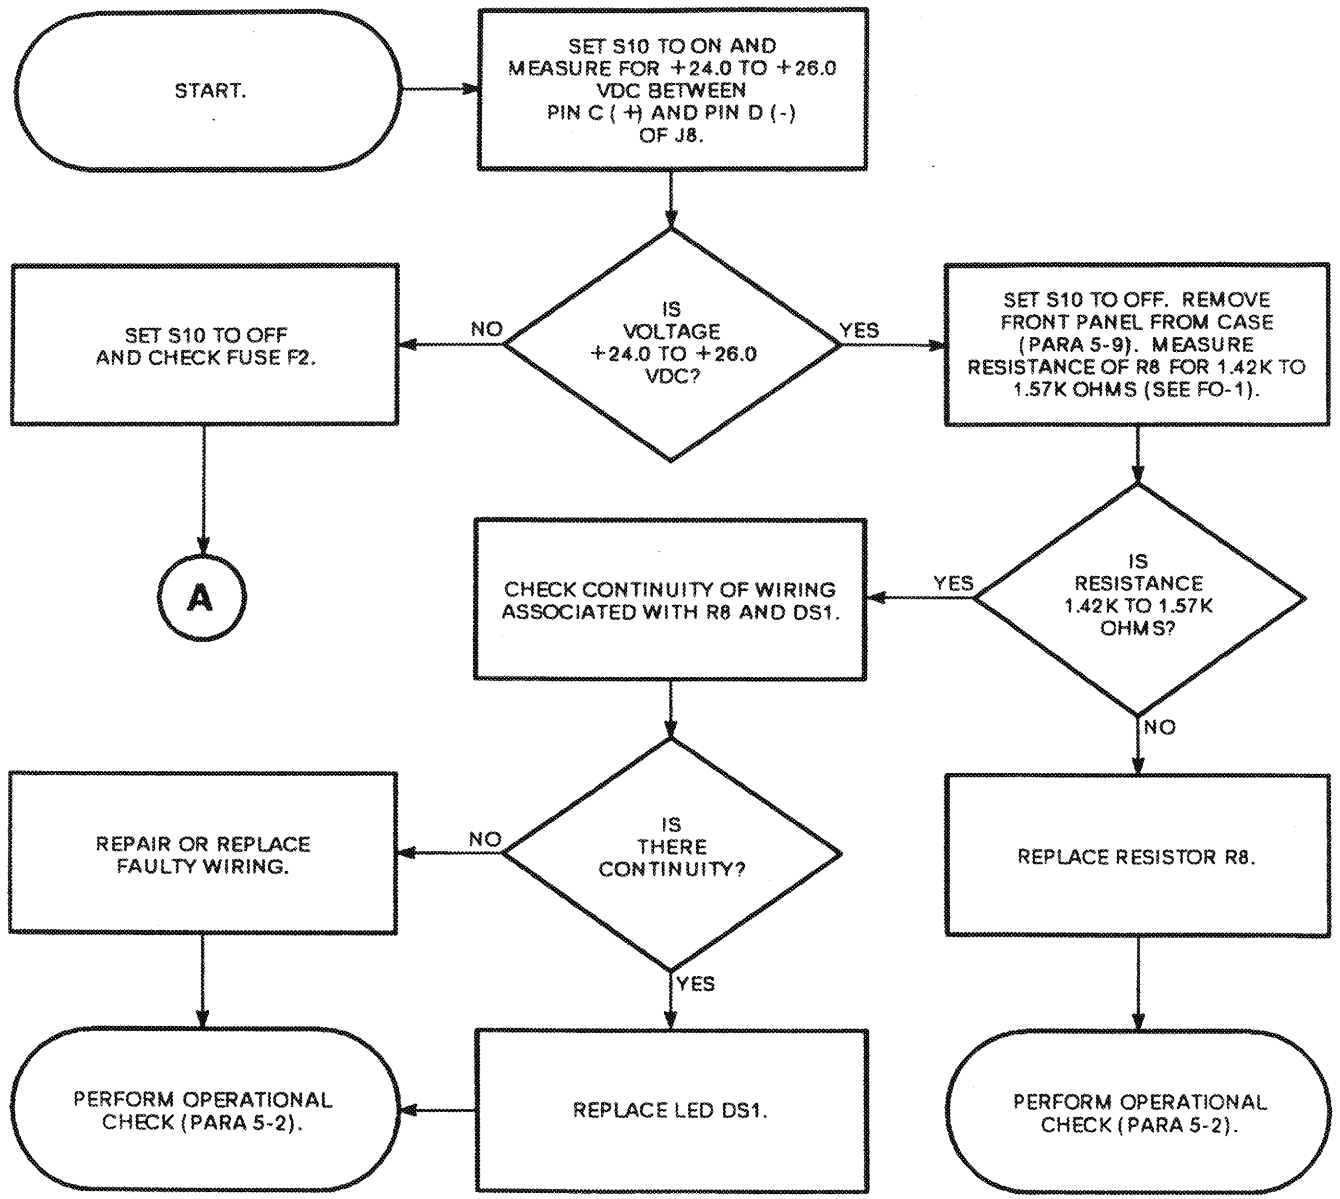 START.
SET S10 TO ON AND
MEASURE FOR +24.0 TO +26.0
VDC BETWEEN
PIN C (+) AND PIN D (-)
OF J8.
IS
VOLTAGE
+24.0 TO +26.0
VDC?
NO
YES
SET S10 TO OFF
AND CHECK FUSE F2.
A
SET S10 TO OFF. REMOVE
FRONT PANEL FROM CASE
(PARA 5-9). MEASURE
RESISTANCE OF R8 FOR 1.42K TO
1.57K OHMS (SEE FO-1).
IS
RESISTANCE
1.42K TO 1.57K
OHMS?
YES
NO
CHECK CONTINUITY OF WIRING
ASSOCIATED WITH R8 AND DS1.
IS
THERE
CONTINUITY?
NO
YES
REPAIR OR REPLACE
FAULTY WIRING.
REPLACE RESISTOR R8.
PERFORM OPERATIONAL
CHECK (PARA 5-2).
REPLACE LED DS1.
PERFORM OPERATIONAL
CHECK (PARA 5-2).